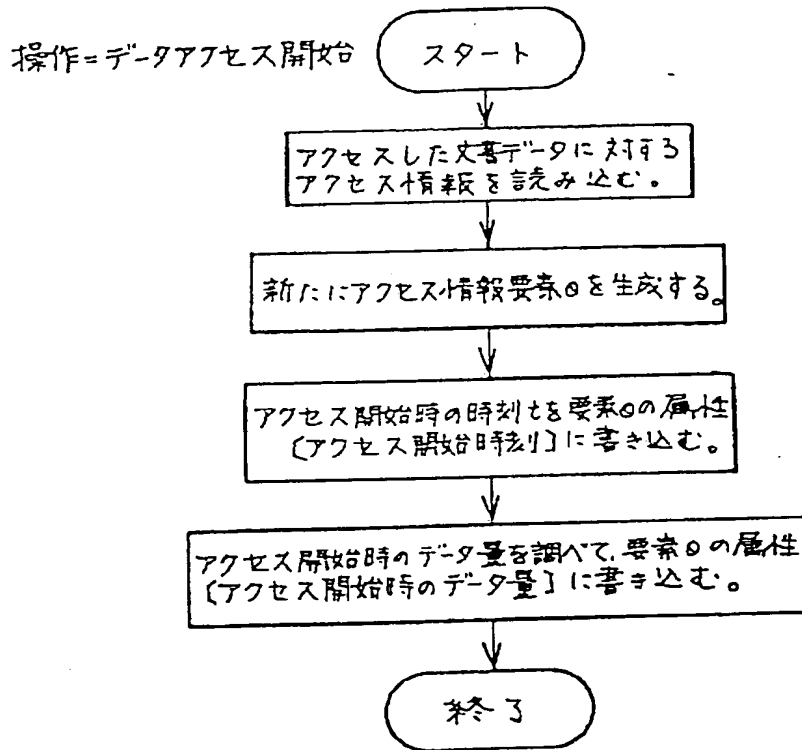 操作=データアクセス開始
スタート
アクセスした文書データに対する
アクセス情報を読み込む。
新たにアクセス情報要素eを生成する。
アクセス開始時の時刻tを要素eの属性
〔アクセス開始時刻〕に書き込む。
アクセス開始時のデータ量を調べて、要素eの属性
〔アクセス開始時のデータ量〕に書き込む。
終了